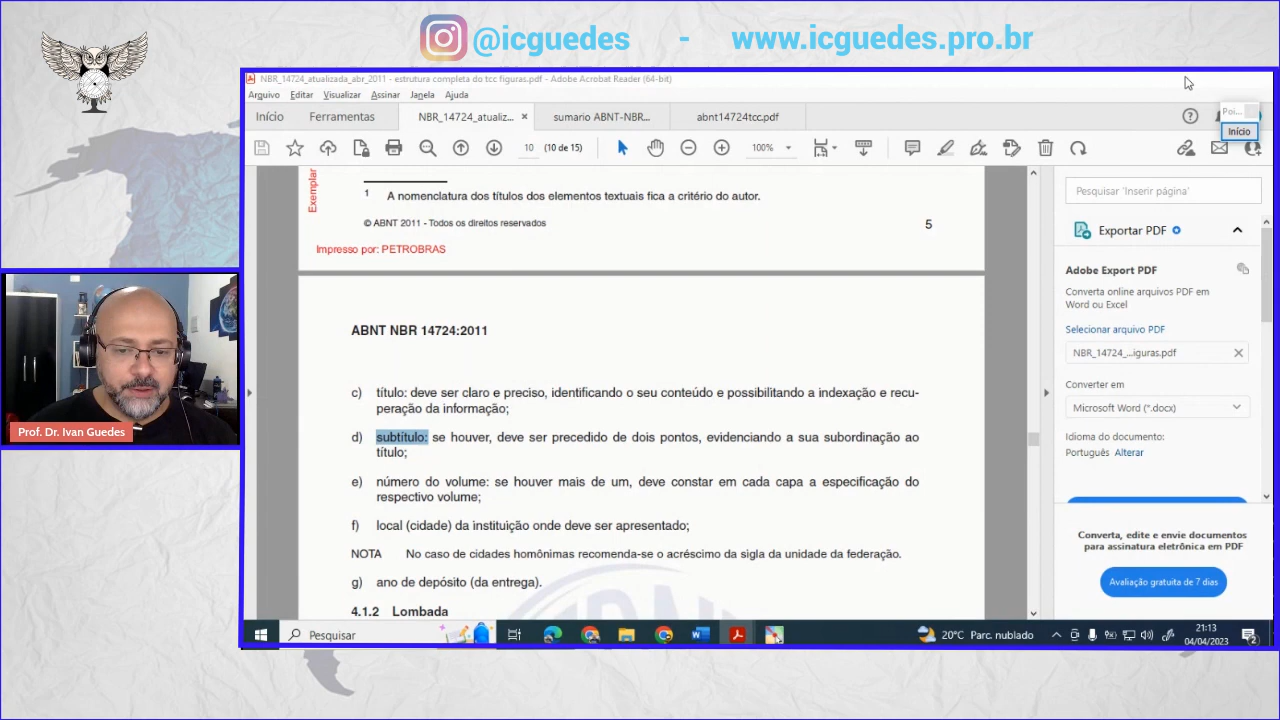 @icguedes - www.icguedes.pro.br
NBR_14724_atualizada_abr_2011 - estrutura completa do tcc figuras.pdf - Adobe Acrobat Reader (64-bit)
Arquivo Editar Visualizar Assinar Janela Ajuda
Início Ferramentas NBR_14724_atualiz... × sumario ABNT-NBR... abnt14724tcc.pdf
Poi...
Início
10 (10 de 15) 100%
Exemplar
1 A nomenclatura dos títulos dos elementos textuais fica a critério do autor.
© ABNT 2011 - Todos os direitos reservados 5
Impresso por: PETROBRAS
ABNT NBR 14724:2011
c) título: deve ser claro e preciso, identificando o seu conteúdo e possibilitando a indexação e recu-
peração da informação;
d) subtítulo: se houver, deve ser precedido de dois pontos, evidenciando a sua subordinação ao
título;
e) número do volume: se houver mais de um, deve constar em cada capa a especificação do
respectivo volume;
f) local (cidade) da instituição onde deve ser apresentado;
NOTA No caso de cidades homônimas recomenda-se o acréscimo da sigla da unidade da federação.
g) ano de depósito (da entrega).
4.1.2 Lombada
Pesquisar 'Inserir página'
Exportar PDF
Adobe Export PDF
Converta online arquivos PDF em
Word ou Excel
Selecionar arquivo PDF
NBR_14724_...iguras.pdf
Converter em
Microsoft Word (*.docx)
Idioma do documento:
Português Alterar
Converta, edite e envie documentos
para assinatura eletrônica em PDF
Avaliação gratuita de 7 dias
Prof. Dr. Ivan Guedes
Pesquisar
20°C Parc. nublado
21:13
04/04/2023
2